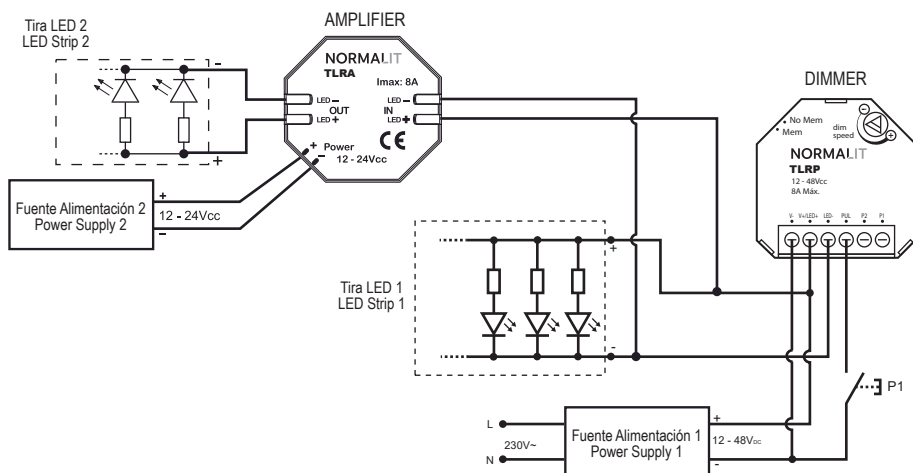 AMPLIFIER
Tira LED 2
LED Strip 2
-
+
NORMALIT
TLRA
Imax: 8A
LED -
LED -
OUT
IN
LED +
LED +
Power
CE
12 - 24Vcc
+
-
Fuente Alimentación 2
Power Supply 2
+
12 - 24Vcc
-
DIMMER
No Mem
Mem
dim
speed
-
+
NORMALIT
TLRP
12 - 48Vcc
8A Máx.
V- V+/LED+ LED- PUL P2 P1
Tira LED 1
LED Strip 1
+
-
P1
L
230V~
N
Fuente Alimentación 1
Power Supply 1
+
12 - 48VDC
-